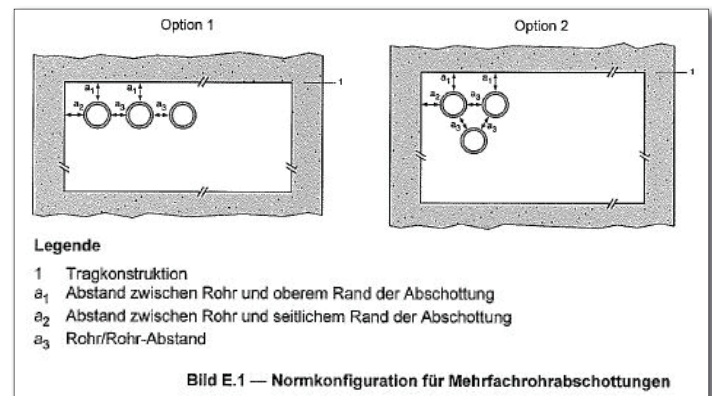 Option 1
Option 2
1
a₁ a₁
a₂ a₃ a₃
1
a₁ a₁
a₂ a₃
a₃ a₃
Legende
1 Tragkonstruktion
a₁ Abstand zwischen Rohr und oberem Rand der Abschottung
a₂ Abstand zwischen Rohr und seitlichem Rand der Abschottung
a₃ Rohr/Rohr-Abstand
Bild E.1 — Normkonfiguration für Mehrfachrohrabschottungen